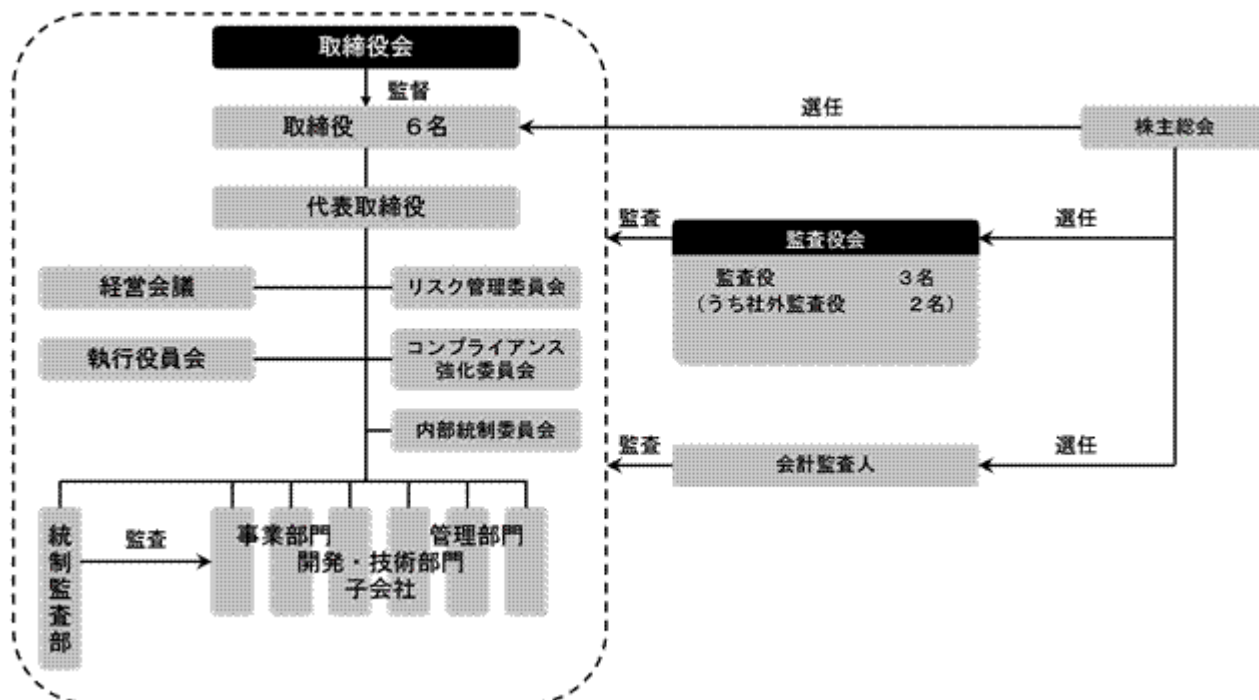 取締役会
監督
取締役 6名
選任
株主総会
代表取締役
監査
監査役会
選任
監査役 3名
(うち社外監査役 2名)
経営会議
リスク管理委員会
執行役員会
コンプライアンス
強化委員会
内部統制委員会
監査
会計監査人
選任
統制監査部
監査
事業部門
管理部門
開発・技術部門
子会社